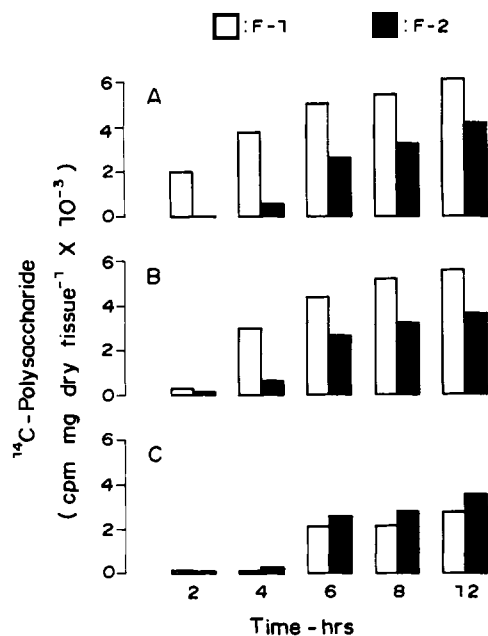 :F-1 :F-2
A
6
4
2
0
B
6
4
2
0
C
6
4
2
0
2 4 6 8 12
Time-hrs
¹⁴C-Polysaccharide
(cpm mg dry tissue⁻¹ X 10⁻³)